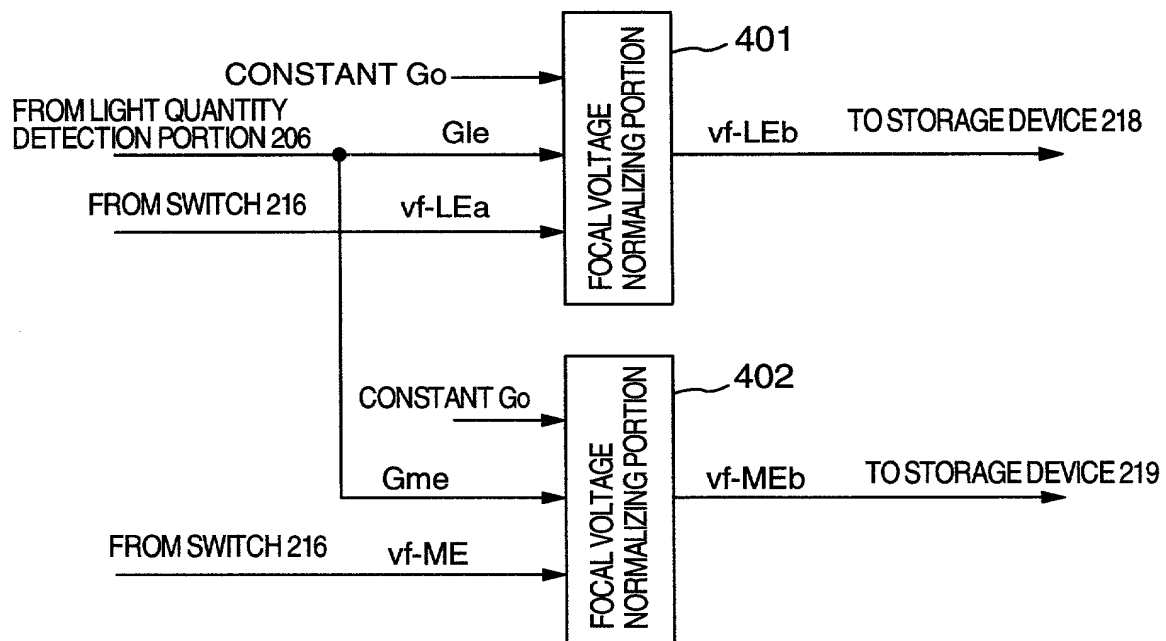 401
CONSTANT Go
FROM LIGHT QUANTITY
DETECTION PORTION 206
Gle
vf-LEb
TO STORAGE DEVICE 218
FROM SWITCH 216
vf-LEa
FOCAL VOLTAGE
NORMALIZING PORTION
402
CONSTANT Go
Gme
vf-MEb
TO STORAGE DEVICE 219
FROM SWITCH 216
vf-ME
FOCAL VOLTAGE
NORMALIZING PORTION